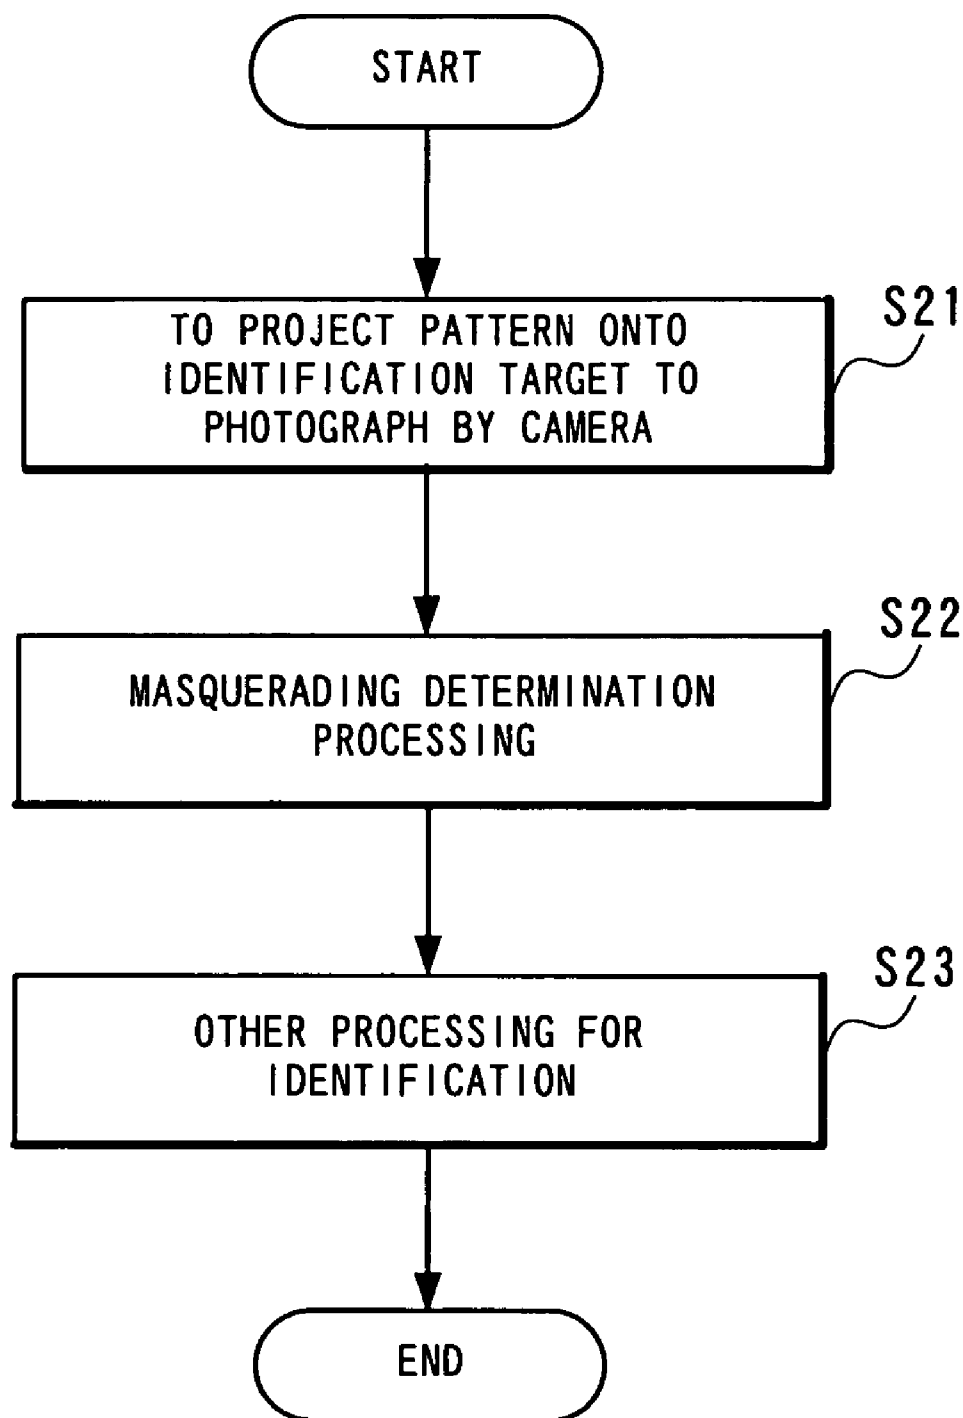 START
S21
TO PROJECT PATTERN ONTO
IDENTIFICATION TARGET TO
PHOTOGRAPH BY CAMERA
S22
MASQUERADING DETERMINATION
PROCESSING
S23
OTHER PROCESSING FOR
IDENTIFICATION
END